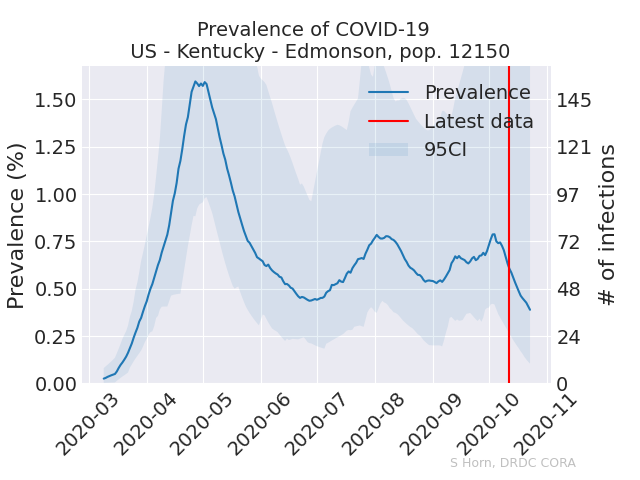 Prevalence of COVID-19
US - Kentucky - Edmonson, pop. 12150
Prevalence (%)
1.50
1.25
1.00
0.75
0.50
0.25
0.00
Prevalence
Latest data
95CI
145
121
97
72
48
24
0
# of infections
2020-03
2020-04
2020-05
2020-06
2020-07
2020-08
2020-09
2020-10
2020-11
S Horn, DRDC CORA